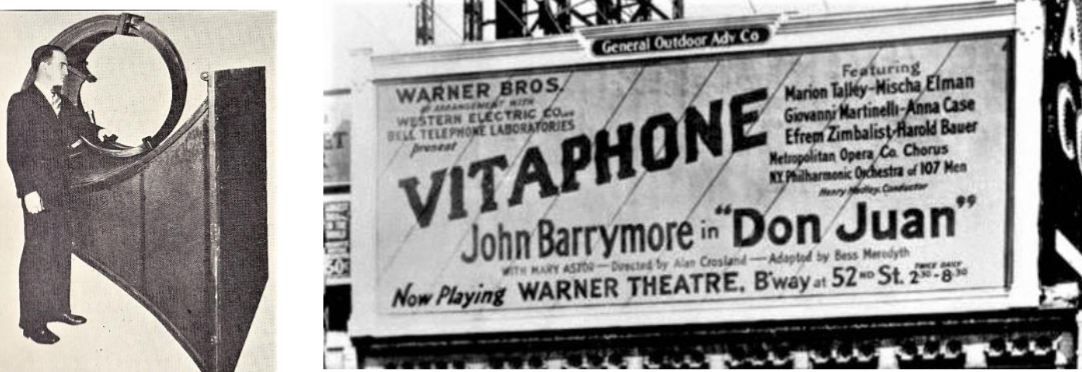 General Outdoor Adv Co
WARNER BROS.
BY ARRANGEMENT WITH
WESTERN ELECTRIC CO. AND
BELL TELEPHONE LABORATORIES
present
VITAPHONE
Featuring
Marion Talley-Mischa Elman
Giovanni Martinelli-Anna Case
Efrem Zimbalist-Harold Bauer
Metropolitan Opera Co. Chorus
N.Y. Philharmonic Orchestra of 107 Men
Henry Hadley, Conductor
John Barrymore in "Don Juan"
WITH MARY ASTOR — Directed by Alan Crosland — Adapted by Bess Meredyth
Now Playing WARNER THEATRE, B'way at 52ND St. TWICE DAILY 2:30-8:30